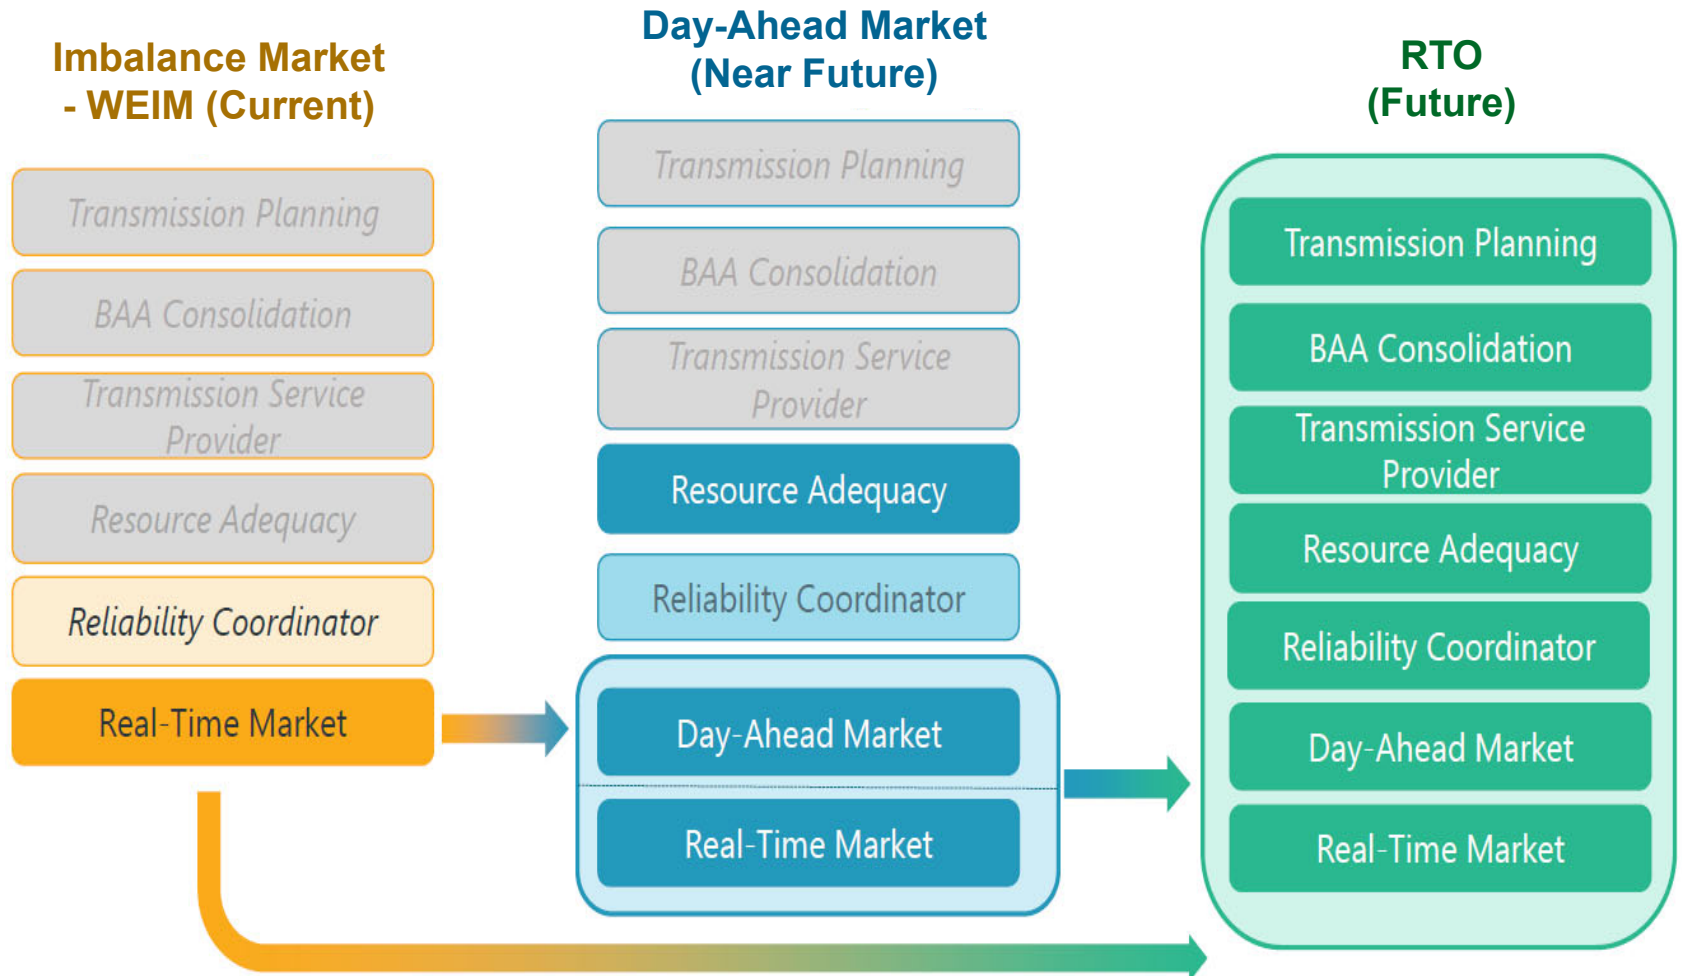 Imbalance Market
- WEIM (Current)
Transmission Planning
BAA Consolidation
Transmission Service
Provider
Resource Adequacy
Reliability Coordinator
Real-Time Market
Day-Ahead Market
(Near Future)
Transmission Planning
BAA Consolidation
Transmission Service
Provider
Resource Adequacy
Reliability Coordinator
Day-Ahead Market
Real-Time Market
RTO
(Future)
Transmission Planning
BAA Consolidation
Transmission Service
Provider
Resource Adequacy
Reliability Coordinator
Day-Ahead Market
Real-Time Market